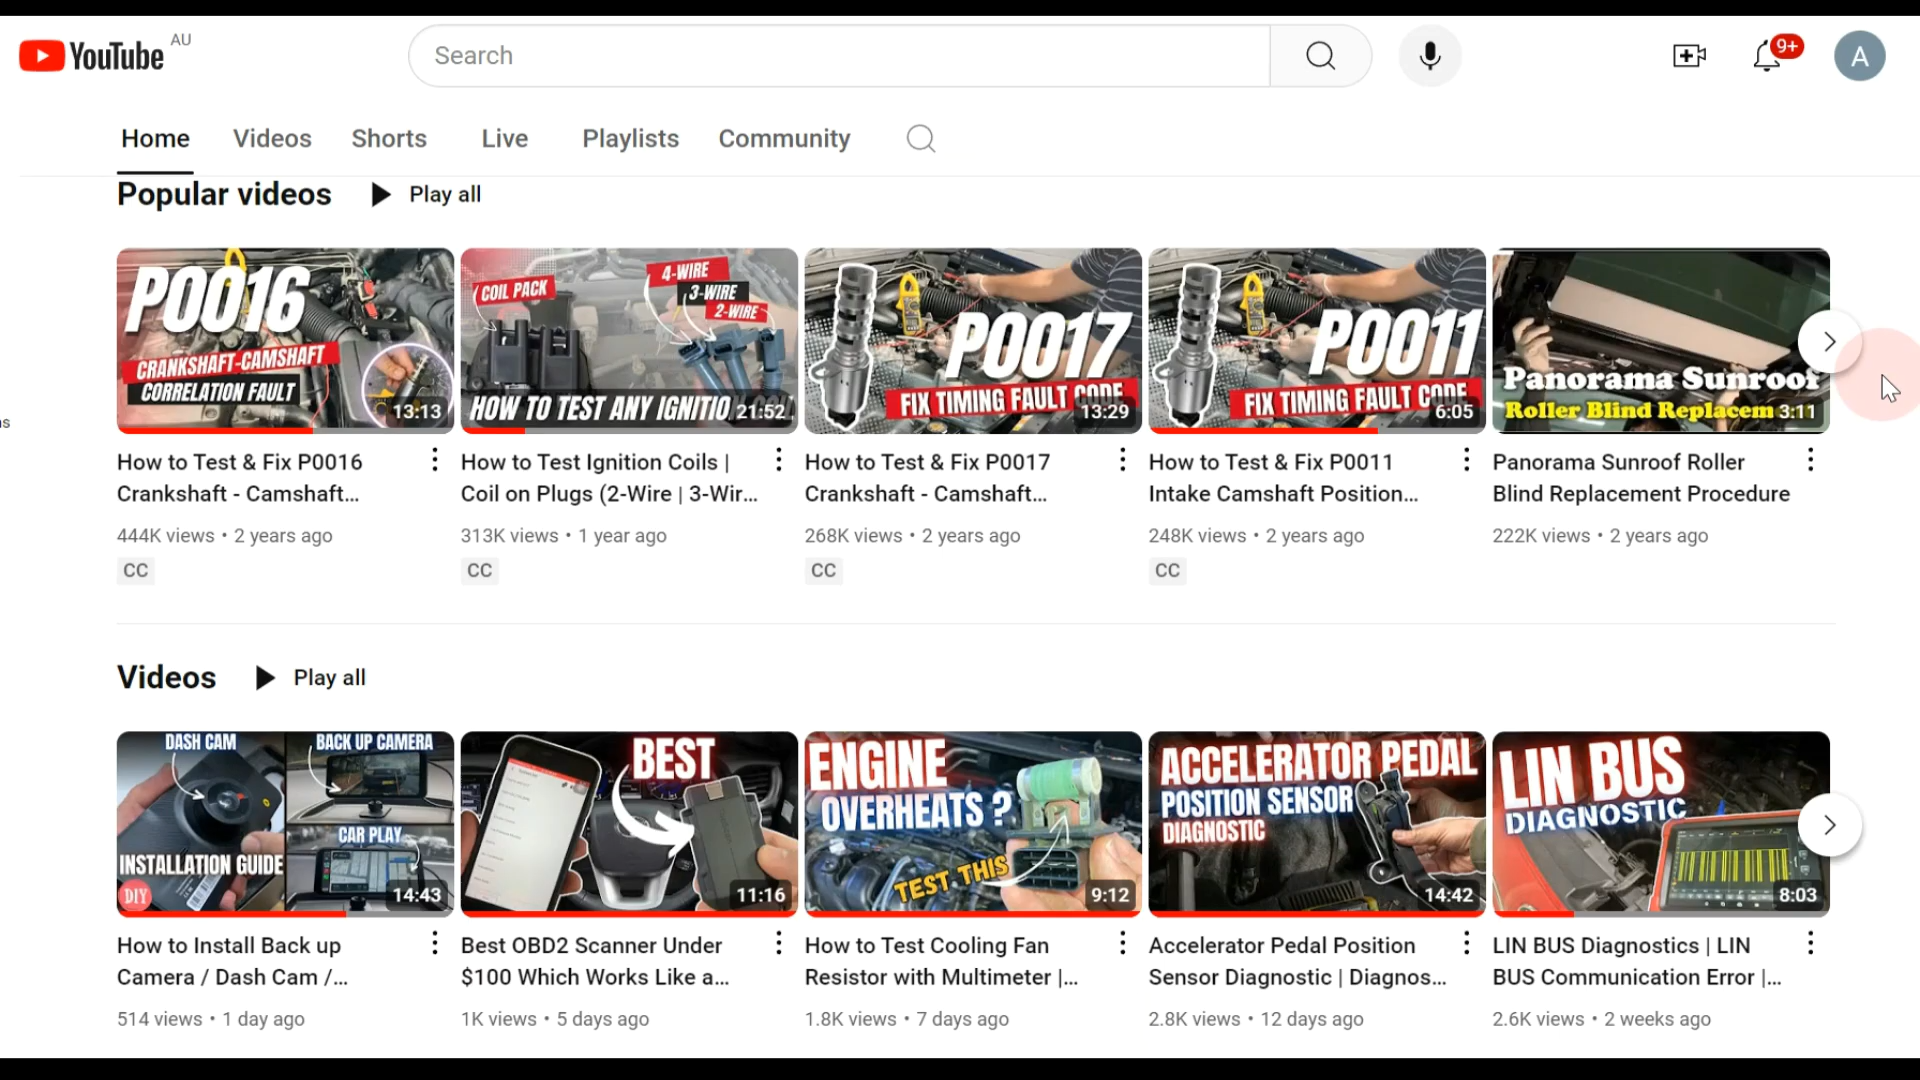 YouTube AU
Search
9+
A
Home Videos Shorts Live Playlists Community
Popular videos Play all
P0016
CRANKSHAFT-CAMSHAFT
CORRELATION FAULT
13:13
COIL PACK
4-WIRE
3-WIRE
2-WIRE
HOW TO TEST ANY IGNITIO
21:52
P0017
FIX TIMING FAULT CODE
13:29
P0011
FIX TIMING FAULT CODE
6:05
Panorama Sunroof
Roller Blind Replacem
3:11
How to Test & Fix P0016
Crankshaft - Camshaft...
444K views • 2 years ago
CC
How to Test Ignition Coils |
Coil on Plugs (2-Wire | 3-Wir...
313K views • 1 year ago
CC
How to Test & Fix P0017
Crankshaft - Camshaft...
268K views • 2 years ago
CC
How to Test & Fix P0011
Intake Camshaft Position...
248K views • 2 years ago
CC
Panorama Sunroof Roller
Blind Replacement Procedure
222K views • 2 years ago
Videos Play all
DASH CAM
BACK UP CAMERA
CAR PLAY
INSTALLATION GUIDE
DIY
14:43
BEST
11:16
ENGINE
OVERHEATS ?
TEST THIS
9:12
ACCELERATOR PEDAL
POSITION SENSOR
DIAGNOSTIC
14:42
LIN BUS
DIAGNOSTIC
8:03
How to Install Back up
Camera / Dash Cam /...
514 views • 1 day ago
Best OBD2 Scanner Under
$100 Which Works Like a...
1K views • 5 days ago
How to Test Cooling Fan
Resistor with Multimeter |...
1.8K views • 7 days ago
Accelerator Pedal Position
Sensor Diagnostic | Diagnos...
2.8K views • 12 days ago
LIN BUS Diagnostics | LIN
BUS Communication Error |...
2.6K views • 2 weeks ago